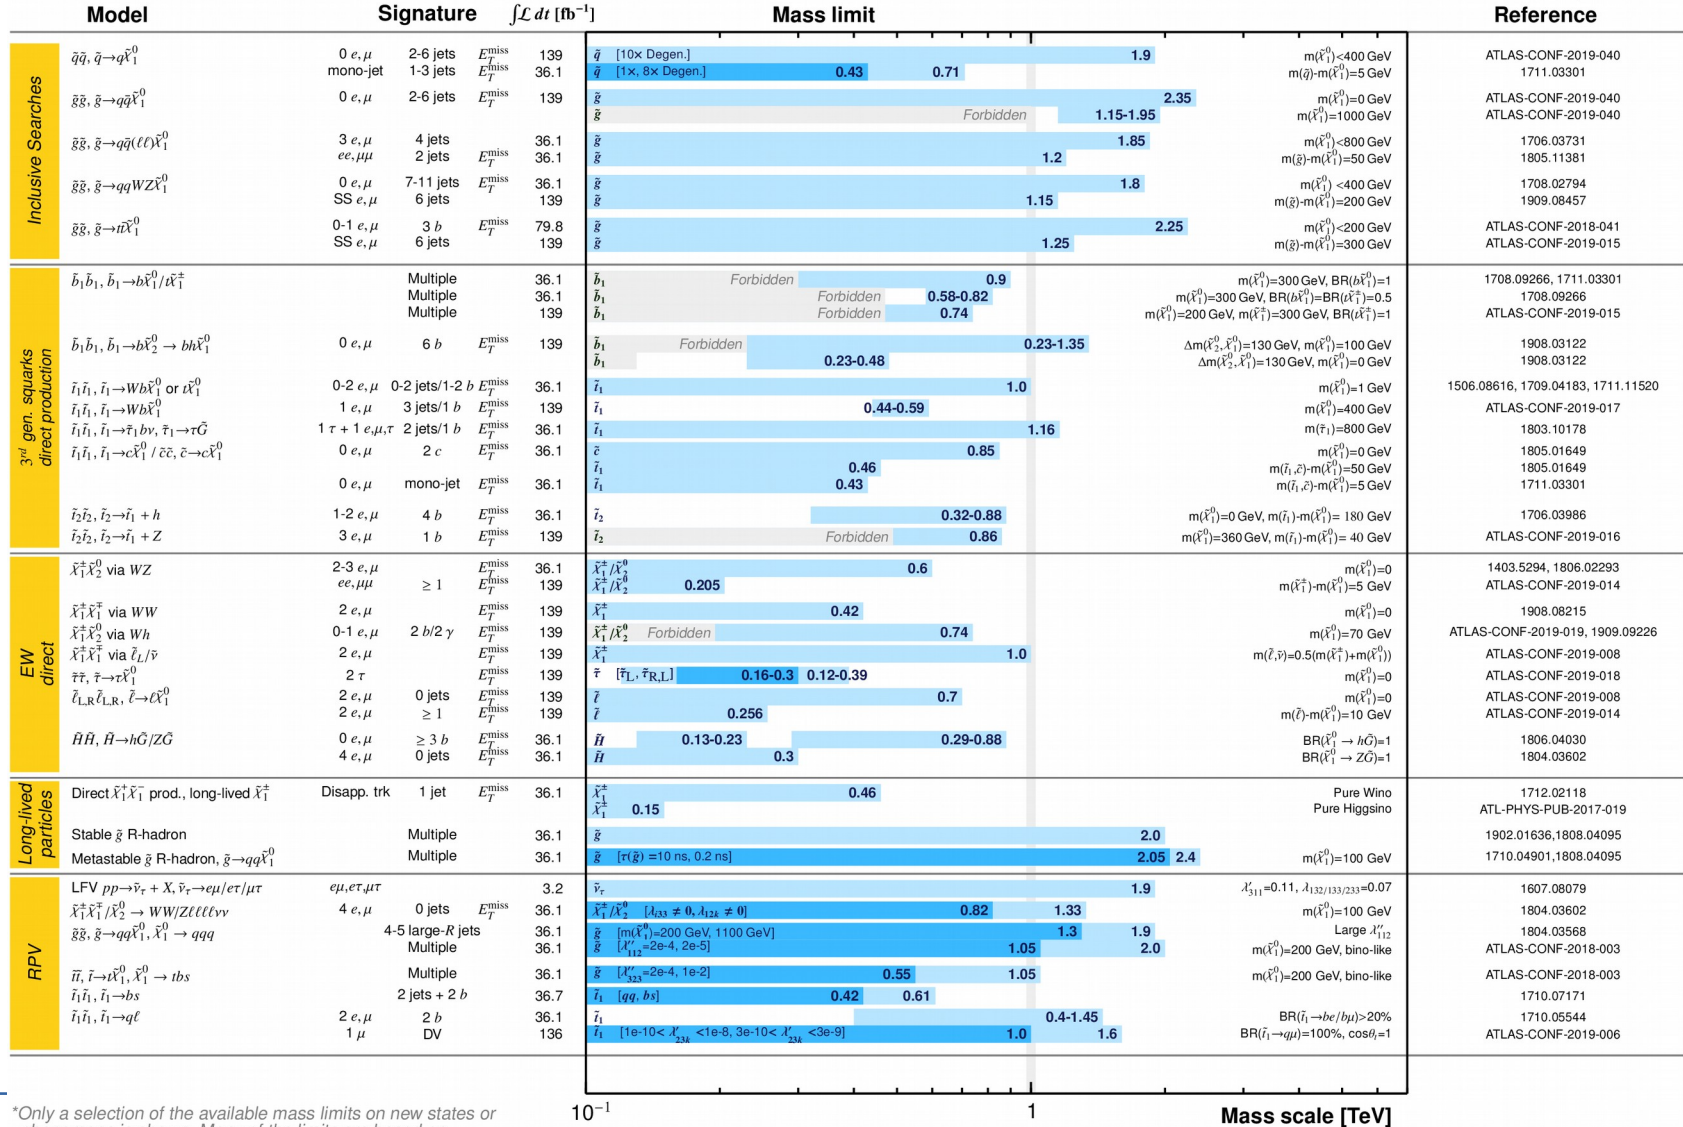 Model Signature ∫ℒ dt [fb⁻¹] Mass limit Reference
Inclusive Searches
q̃q̃, q̃→qχ̃⁰₁ 0 e, μ 2-6 jets E_T^miss 139 q̃ [10× Degen.] 1.9 m(χ̃⁰₁)<400 GeV ATLAS-CONF-2019-040
mono-jet 1-3 jets E_T^miss 36.1 q̃ [1×, 8× Degen.] 0.43 0.71 m(q̃)-m(χ̃⁰₁)=5 GeV 1711.03301
g̃g̃, g̃→qq̄χ̃⁰₁ 0 e, μ 2-6 jets E_T^miss 139 g̃ 2.35 m(χ̃⁰₁)=0 GeV ATLAS-CONF-2019-040
g̃ Forbidden 1.15-1.95 m(χ̃⁰₁)=1000 GeV ATLAS-CONF-2019-040
g̃g̃, g̃→qq̄(ℓℓ)χ̃⁰₁ 3 e, μ 4 jets 36.1 g̃ 1.85 m(χ̃⁰₁)<800 GeV 1706.03731
ee, μμ 2 jets E_T^miss 36.1 g̃ 1.2 m(g̃)-m(χ̃⁰₁)=50 GeV 1805.11381
g̃g̃, g̃→qqWZχ̃⁰₁ 0 e, μ 7-11 jets E_T^miss 36.1 g̃ 1.8 m(χ̃⁰₁) <400 GeV 1708.02794
SS e, μ 6 jets 139 g̃ 1.15 m(g̃)-m(χ̃⁰₁)=200 GeV 1909.08457
g̃g̃, g̃→tt̄χ̃⁰₁ 0-1 e, μ 3 b E_T^miss 79.8 g̃ 2.25 m(χ̃⁰₁)<200 GeV ATLAS-CONF-2018-041
SS e, μ 6 jets 139 g̃ 1.25 m(g̃)-m(χ̃⁰₁)=300 GeV ATLAS-CONF-2019-015
3rd gen. squarks
direct production
b̃₁b̃₁, b̃₁→bχ̃⁰₁/tχ̃±₁ Multiple 36.1 b̃₁ Forbidden 0.9 m(χ̃⁰₁)=300 GeV, BR(bχ̃⁰₁)=1 1708.09266, 1711.03301
Multiple 36.1 b̃₁ Forbidden 0.58-0.82 m(χ̃⁰₁)=300 GeV, BR(bχ̃⁰₁)=BR(tχ̃±₁)=0.5 1708.09266
Multiple 139 b̃₁ Forbidden 0.74 m(χ̃⁰₁)=200 GeV, m(χ̃±₁)=300 GeV, BR(tχ̃±₁)=1 ATLAS-CONF-2019-015
b̃₁b̃₁, b̃₁→bχ̃⁰₂ → bhχ̃⁰₁ 0 e, μ 6 b E_T^miss 139 b̃₁ Forbidden 0.23-1.35 Δm(χ̃⁰₂, χ̃⁰₁)=130 GeV, m(χ̃⁰₁)=100 GeV 1908.03122
b̃₁ 0.23-0.48 Δm(χ̃⁰₂, χ̃⁰₁)=130 GeV, m(χ̃⁰₁)=0 GeV 1908.03122
t̃₁t̃₁, t̃₁→Wbχ̃⁰₁ or tχ̃⁰₁ 0-2 e, μ 0-2 jets/1-2 b E_T^miss 36.1 t̃₁ 1.0 m(χ̃⁰₁)=1 GeV 1506.08616, 1709.04183, 1711.11520
t̃₁t̃₁, t̃₁→Wbχ̃⁰₁ 1 e, μ 3 jets/1 b E_T^miss 139 t̃₁ 0.44-0.59 m(χ̃⁰₁)=400 GeV ATLAS-CONF-2019-017
t̃₁t̃₁, t̃₁→τ̃₁bν, τ̃₁→τG̃ 1 τ + 1 e,μ,τ 2 jets/1 b E_T^miss 36.1 t̃₁ 1.16 m(τ̃₁)=800 GeV 1803.10178
t̃₁t̃₁, t̃₁→cχ̃⁰₁ / c̃c̃, c̃→cχ̃⁰₁ 0 e, μ 2 c E_T^miss 36.1 c̃ 0.85 m(χ̃⁰₁)=0 GeV 1805.01649
t̃₁ 0.46 m(t̃₁,c̃)-m(χ̃⁰₁)=50 GeV 1805.01649
0 e, μ mono-jet E_T^miss 36.1 t̃₁ 0.43 m(t̃₁,c̃)-m(χ̃⁰₁)=5 GeV 1711.03301
t̃₂t̃₂, t̃₂→t̃₁ + h 1-2 e, μ 4 b E_T^miss 36.1 t̃₂ 0.32-0.88 m(χ̃⁰₁)=0 GeV, m(t̃₁)-m(χ̃⁰₁)= 180 GeV 1706.03986
t̃₂t̃₂, t̃₂→t̃₁ + Z 3 e, μ 1 b E_T^miss 139 t̃₂ Forbidden 0.86 m(χ̃⁰₁)=360 GeV, m(t̃₁)-m(χ̃⁰₁)= 40 GeV ATLAS-CONF-2019-016
EW
direct
χ̃±₁χ̃⁰₂ via WZ 2-3 e, μ E_T^miss 36.1 χ̃±₁/χ̃⁰₂ 0.6 m(χ̃⁰₁)=0 1403.5294, 1806.02293
ee, μμ ≥ 1 E_T^miss 139 χ̃±₁/χ̃⁰₂ 0.205 m(χ̃±₁)-m(χ̃⁰₁)=5 GeV ATLAS-CONF-2019-014
χ̃±₁χ̃∓₁ via WW 2 e, μ E_T^miss 139 χ̃±₁ 0.42 m(χ̃⁰₁)=0 1908.08215
χ̃±₁χ̃⁰₂ via Wh 0-1 e, μ 2 b/2 γ E_T^miss 139 χ̃±₁/χ̃⁰₂ Forbidden 0.74 m(χ̃⁰₁)=70 GeV ATLAS-CONF-2019-019, 1909.09226
χ̃±₁χ̃∓₁ via ℓ̃_L/ν̃ 2 e, μ E_T^miss 139 χ̃±₁ 1.0 m(ℓ̃,ν̃)=0.5(m(χ̃±₁)+m(χ̃⁰₁)) ATLAS-CONF-2019-008
τ̃τ̃, τ̃→τχ̃⁰₁ 2 τ E_T^miss 139 τ̃ [τ̃_L, τ̃_R,L] 0.16-0.3 0.12-0.39 m(χ̃⁰₁)=0 ATLAS-CONF-2019-018
ℓ̃_L,Rℓ̃_L,R, ℓ̃→ℓχ̃⁰₁ 2 e, μ 0 jets E_T^miss 139 ℓ̃ 0.7 m(χ̃⁰₁)=0 ATLAS-CONF-2019-008
2 e, μ ≥ 1 E_T^miss 139 ℓ̃ 0.256 m(ℓ̃)-m(χ̃⁰₁)=10 GeV ATLAS-CONF-2019-014
H̃H̃, H̃→hG̃/ZG̃ 0 e, μ ≥ 3 b E_T^miss 36.1 H̃ 0.13-0.23 0.29-0.88 BR(χ̃⁰₁ → hG̃)=1 1806.04030
4 e, μ 0 jets E_T^miss 36.1 H̃ 0.3 BR(χ̃⁰₁ → ZG̃)=1 1804.03602
Long-lived
particles
Direct χ̃⁺₁χ̃⁻₁ prod., long-lived χ̃±₁ Disapp. trk 1 jet E_T^miss 36.1 χ̃±₁ 0.46 Pure Wino 1712.02118
χ̃±₁ 0.15 Pure Higgsino ATL-PHYS-PUB-2017-019
Stable g̃ R-hadron Multiple 36.1 g̃ 2.0 1902.01636,1808.04095
Metastable g̃ R-hadron, g̃→qqχ̃⁰₁ Multiple 36.1 g̃ [τ(g̃) =10 ns, 0.2 ns] 2.05 2.4 m(χ̃⁰₁)=100 GeV 1710.04901,1808.04095
RPV
LFV pp→ν̃_τ + X, ν̃_τ→eμ/eτ/μτ eμ,eτ,μτ 3.2 ν̃_τ 1.9 λ′₃₁₁=0.11, λ₁₃₂/₁₃₃/₂₃₃=0.07 1607.08079
χ̃±₁χ̃∓₁/χ̃⁰₂ → WW/Zℓℓℓℓνν 4 e, μ 0 jets E_T^miss 36.1 χ̃±₁/χ̃⁰₂ [λ_i33 ≠ 0, λ_12k ≠ 0] 0.82 1.33 m(χ̃⁰₁)=100 GeV 1804.03602
g̃g̃, g̃→qqχ̃⁰₁, χ̃⁰₁ → qqq 4-5 large-R jets 36.1 g̃ [m(χ̃⁰₁)=200 GeV, 1100 GeV] 1.3 1.9 Large λ″₁₁₂ 1804.03568
Multiple 36.1 g̃ [λ″₁₁₂=2e-4, 2e-5] 1.05 2.0 m(χ̃⁰₁)=200 GeV, bino-like ATLAS-CONF-2018-003
t̃t̃, t̃→tχ̃⁰₁, χ̃⁰₁ → tbs Multiple 36.1 g̃ [λ″₃₂₃=2e-4, 1e-2] 0.55 1.05 m(χ̃⁰₁)=200 GeV, bino-like ATLAS-CONF-2018-003
t̃₁t̃₁, t̃₁→bs 2 jets + 2 b 36.7 t̃₁ [qq, bs] 0.42 0.61 1710.07171
t̃₁t̃₁, t̃₁→qℓ 2 e, μ 2 b 36.1 t̃₁ 0.4-1.45 BR(t̃₁→be/bμ)>20% 1710.05544
1 μ DV 136 t̃₁ [1e-10< λ′₂₃ₖ <1e-8, 3e-10< λ′₂₃ₖ <3e-9] 1.0 1.6 BR(t̃₁→qμ)=100%, cosθₜ=1 ATLAS-CONF-2019-006
10⁻¹ 1 Mass scale [TeV]
*Only a selection of the available mass limits on new states or